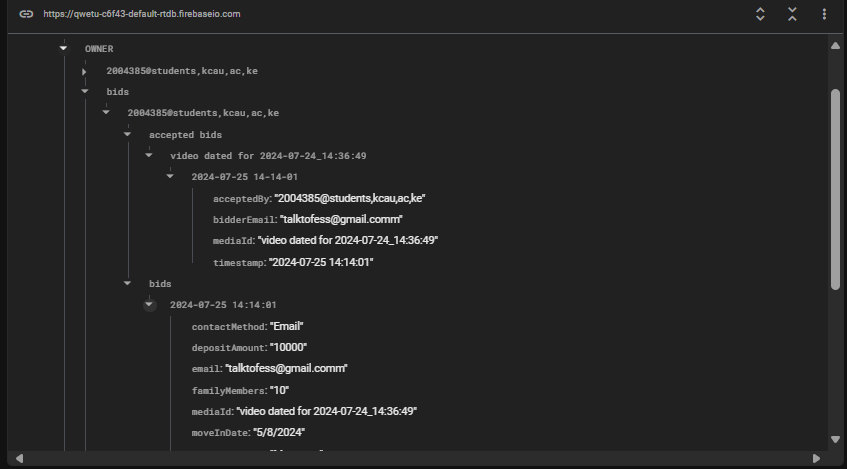 https://qwetu-c6f43-default-rtdb.firebaseio.com
OWNER
2004385@students,kcau,ac,ke
bids
2004385@students,kcau,ac,ke
accepted bids
video dated for 2024-07-24_14:36:49
2024-07-25 14-14-01
acceptedBy: "2004385@students,kcau,ac,ke"
bidderEmail: "talktofess@gmail.comm"
mediaId: "video dated for 2024-07-24_14:36:49"
timestamp: "2024-07-25 14:14:01"
bids
2024-07-25 14:14:01
contactMethod: "Email"
depositAmount: "10000"
email: "talktofess@gmail.comm"
familyMembers: "10"
mediaId: "video dated for 2024-07-24_14:36:49"
moveInDate: "5/8/2024"